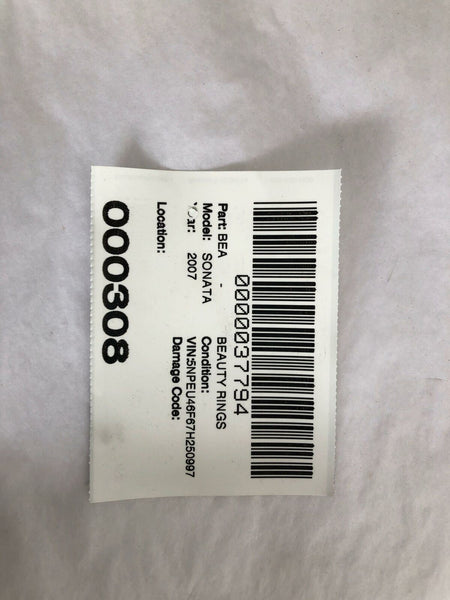 0000037794
Part: BEA - BEAUTY RINGS
Model: SONATA Condition:
Year: 2007 VIN:5NPEU46F67H250997
Damage Code:
Location:
000308